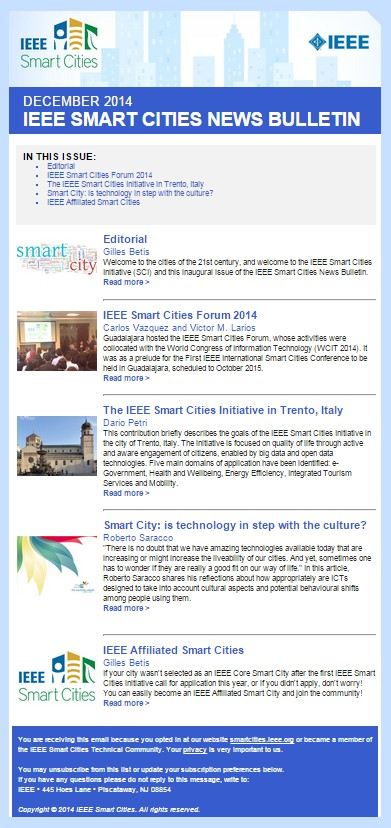 IEEE
Smart Cities
IEEE
DECEMBER 2014
IEEE SMART CITIES NEWS BULLETIN
IN THIS ISSUE:
Editorial
IEEE Smart Cities Forum 2014
The IEEE Smart Cities Initiative in Trento, Italy
Smart City: is technology in step with the culture?
IEEE Affiliated Smart Cities
smart
city
Editorial
Gilles Betis
Welcome to the cities of the 21st century, and welcome to the IEEE Smart Cities
Initiative (SCI) and this inaugural issue of the IEEE Smart Cities News Bulletin.
Read more >
IEEE Smart Cities Forum 2014
Carlos Vazquez and Victor M. Larios
Guadalajara hosted the IEEE Smart Cities Forum, whose activities were
collocated with the World Congress of Information Technology (WCIT 2014). It
was as a prelude for the First IEEE International Smart Cities Conference to be
held in Guadalajara, scheduled to October 2015.
Read more >
The IEEE Smart Cities Initiative in Trento, Italy
Dario Petri
This contribution briefly describes the goals of the IEEE Smart Cities Initiative in
the city of Trento, Italy. The initiative is focused on quality of life through active
and aware engagement of citizens, enabled by big data and open data
technologies. Five main domains of application have been identified: e-
Government, Health and Wellbeing, Energy Efficiency, Integrated Tourism
Services and Mobility.
Read more >
Smart City: is technology in step with the culture?
Roberto Saracco
"There is no doubt that we have amazing technologies available today that are
increasing or might increase the liveability of our cities. And yet, sometimes one
has to wonder if they are really a good fit on our way of life." In this article,
Roberto Saracco shares his reflections about how appropriately are ICTs
designed to take into account cultural aspects and potential behavioural shifts
among people using them.
Read more >
IEEE
Smart Cities
IEEE Affiliated Smart Cities
Gilles Betis
If your city wasn't selected as an IEEE Core Smart City after the first IEEE Smart
Cities Initiative call for application this year, or if you didn't apply, don't worry!
You can easily become an IEEE Affiliated Smart City and join the community!
Read more >
You are receiving this email because you opted in at our website smartcities.ieee.org or became a member of
the IEEE Smart Cities Technical Community. Your privacy is very important to us.
You may unsubscribe from this list or update your subscription preferences below.
If you have any questions please do not reply to this message, write to:
IEEE • 445 Hoes Lane • Piscataway, NJ 08854
Copyright © 2014 IEEE Smart Cities. All rights reserved.